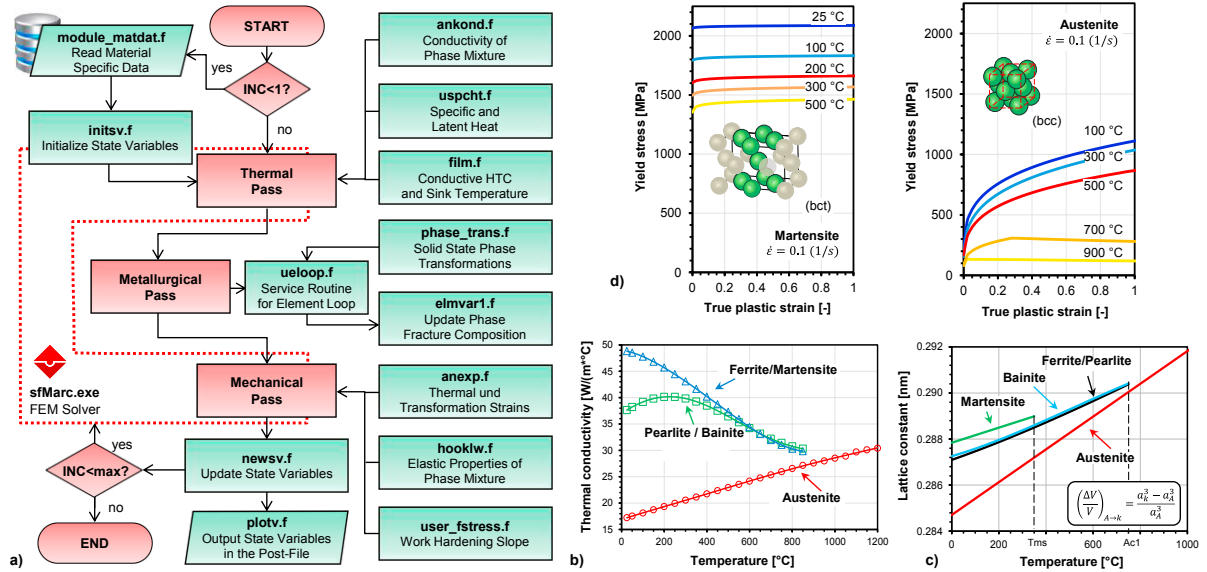 START
module_matdat.f
Read Material
Specific Data
yes
INC<1?
no
initsv.f
Initialize State Variables
Thermal
Pass
ankond.f
Conductivity of
Phase Mixture
uspcht.f
Specific and
Latent Heat
film.f
Conductive HTC
and Sink Temperature
phase_trans.f
Solid State Phase
Transformations
Metallurgical
Pass
ueloop.f
Service Routine
for Element Loop
elmvar1.f
Update Phase
Fracture Composition
sfMarc.exe
FEM Solver
Mechanical
Pass
anexp.f
Thermal und
Transformation Strains
yes
INC<max?
no
newsv.f
Update State Variables
hooklw.f
Elastic Properties of
Phase Mixture
END
plotv.f
Output State Variables
in the Post-File
user_fstress.f
Work Hardening Slope
a)
Yield stress [MPa]
2000
1500
1000
500
0
25 °C
100 °C
200 °C
300 °C
500 °C
(bct)
Martensite
ε̇ = 0.1 (1/s)
0 0.2 0.4 0.6 0.8 1
True plastic strain [-]
d)
Yield stress [MPa]
2000
1500
1000
500
0
Austenite
ε̇ = 0.1 (1/s)
(bcc)
100 °C
300 °C
500 °C
700 °C
900 °C
0 0.2 0.4 0.6 0.8 1
True plastic strain [-]
Thermal conductivity [W/(m*°C]
50
45
40
35
30
25
20
15
10
Ferrite/Martensite
Pearlite / Bainite
Austenite
0 200 400 600 800 1000 1200
Temperature [°C]
b)
Lattice constant [nm]
0.292
0.290
0.288
0.286
0.284
Ferrite/Pearlite
Bainite
Martensite
Austenite
(ΔV/V)A→k = (a_k^3 − a_A^3)/a_A^3
0 200 Tms 600 Ac1 1000
Temperature [°C]
c)